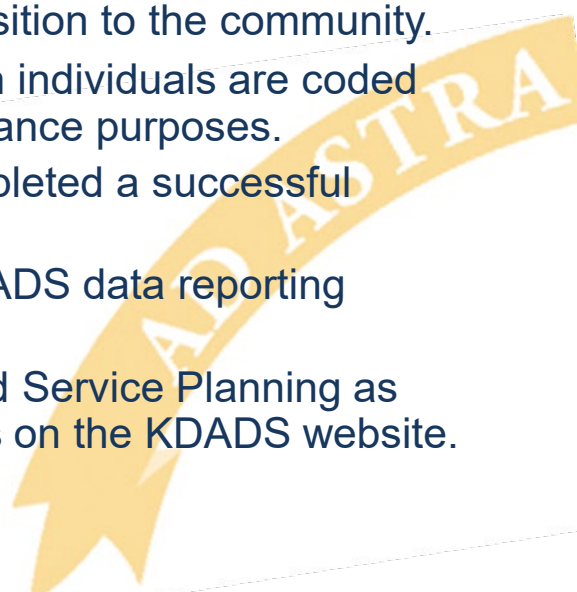 sition to the community.
individuals are coded
ance purposes.
pleted a successful
ADS data reporting
d Service Planning as
s on the KDADS website.
AD ASTRA